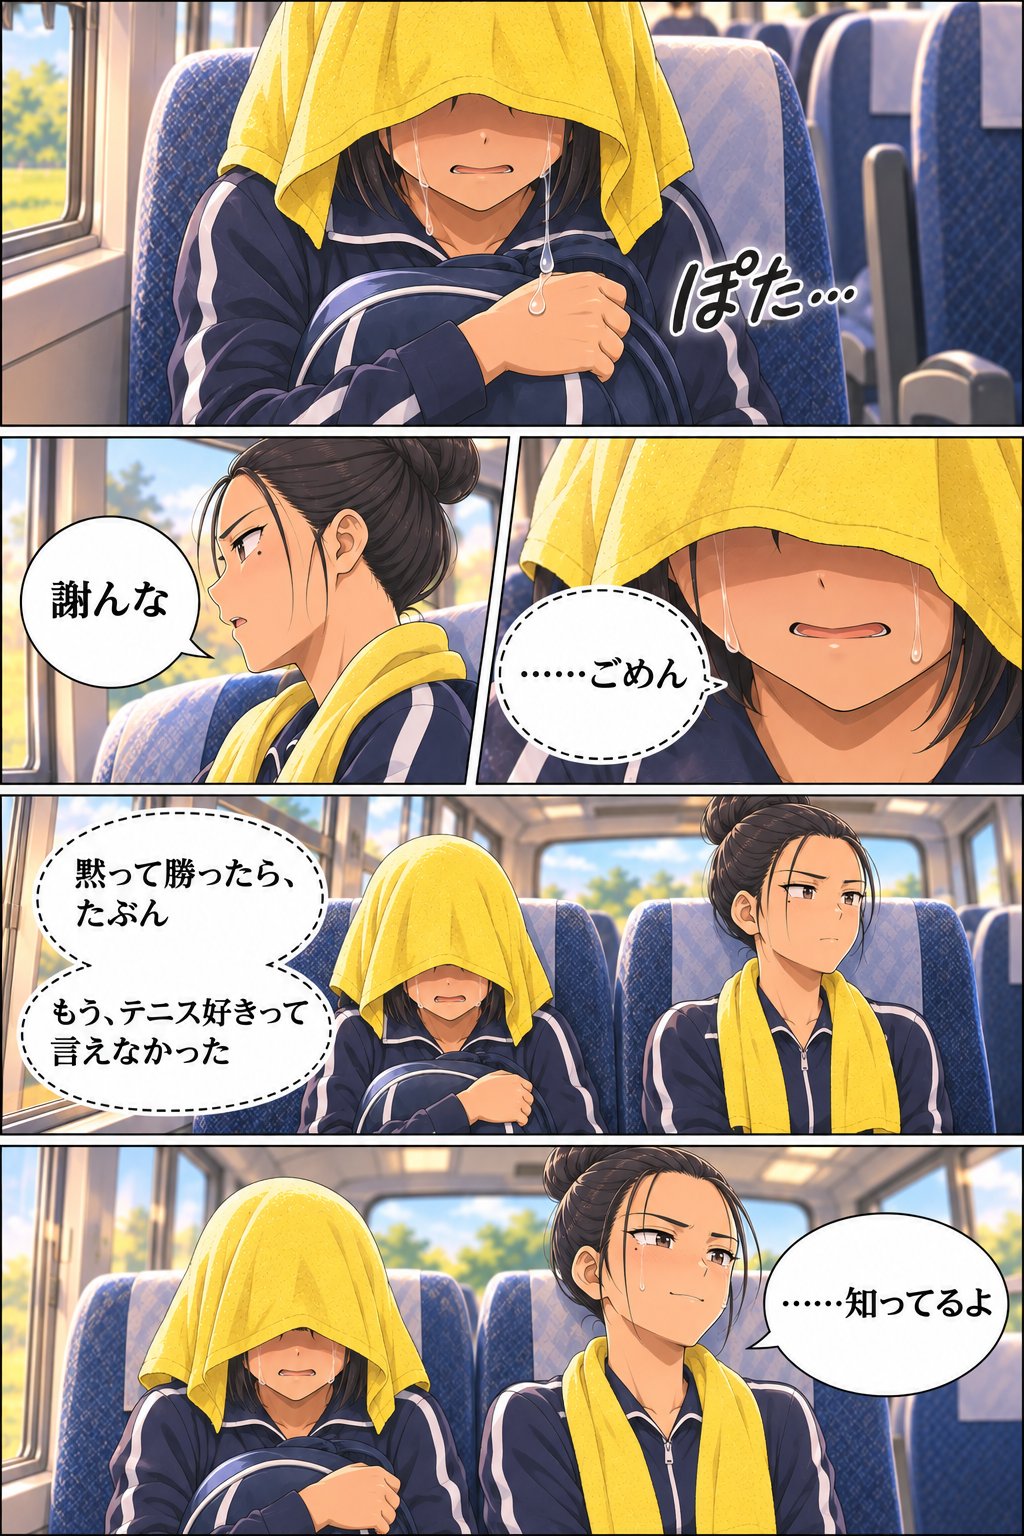 ぽた…
謝んな
……ごめん
黙って勝ったら、
たぶん
もう、テニス好きって
言えなかった
……知ってるよ